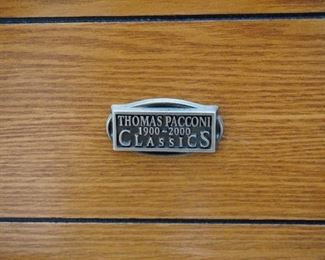 THOMAS PACCONI
1900-2000
CLASSICS